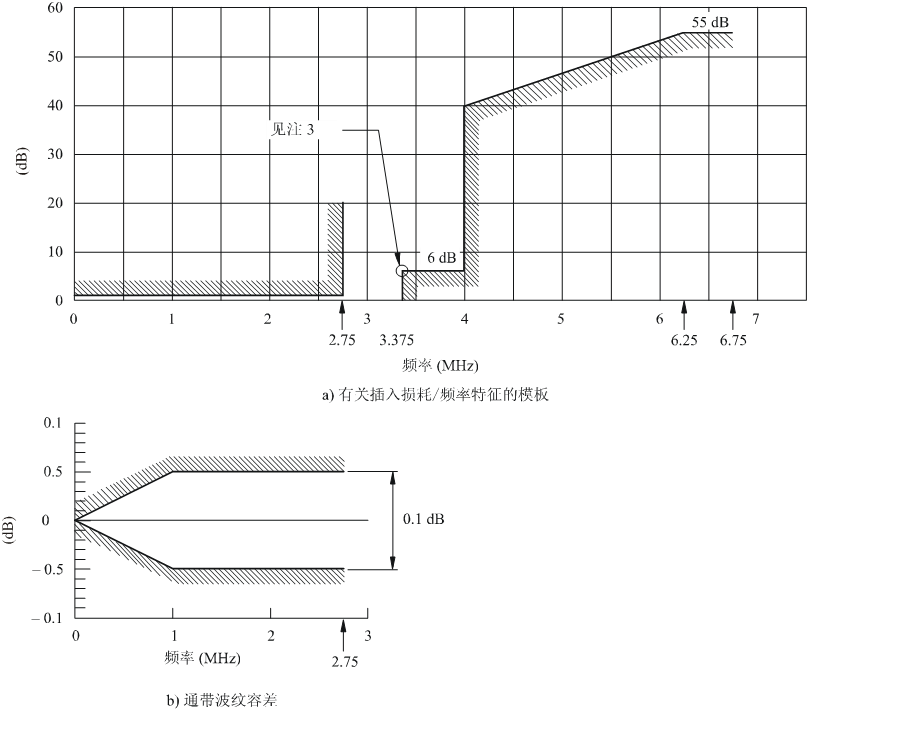 60
55 dB
50
40
见注 3
30
(dB)
20
10
6 dB
0
0 1 2 3 4 5 6 7
2.75 3.375 6.25 6.75
频率 (MHz)
a) 有关插入损耗/频率特征的模板
0.1
0.5
0
0.1 dB
(dB)
– 0.5
– 0.1
0 1 2 3
频率 (MHz)
2.75
b) 通带波纹容差